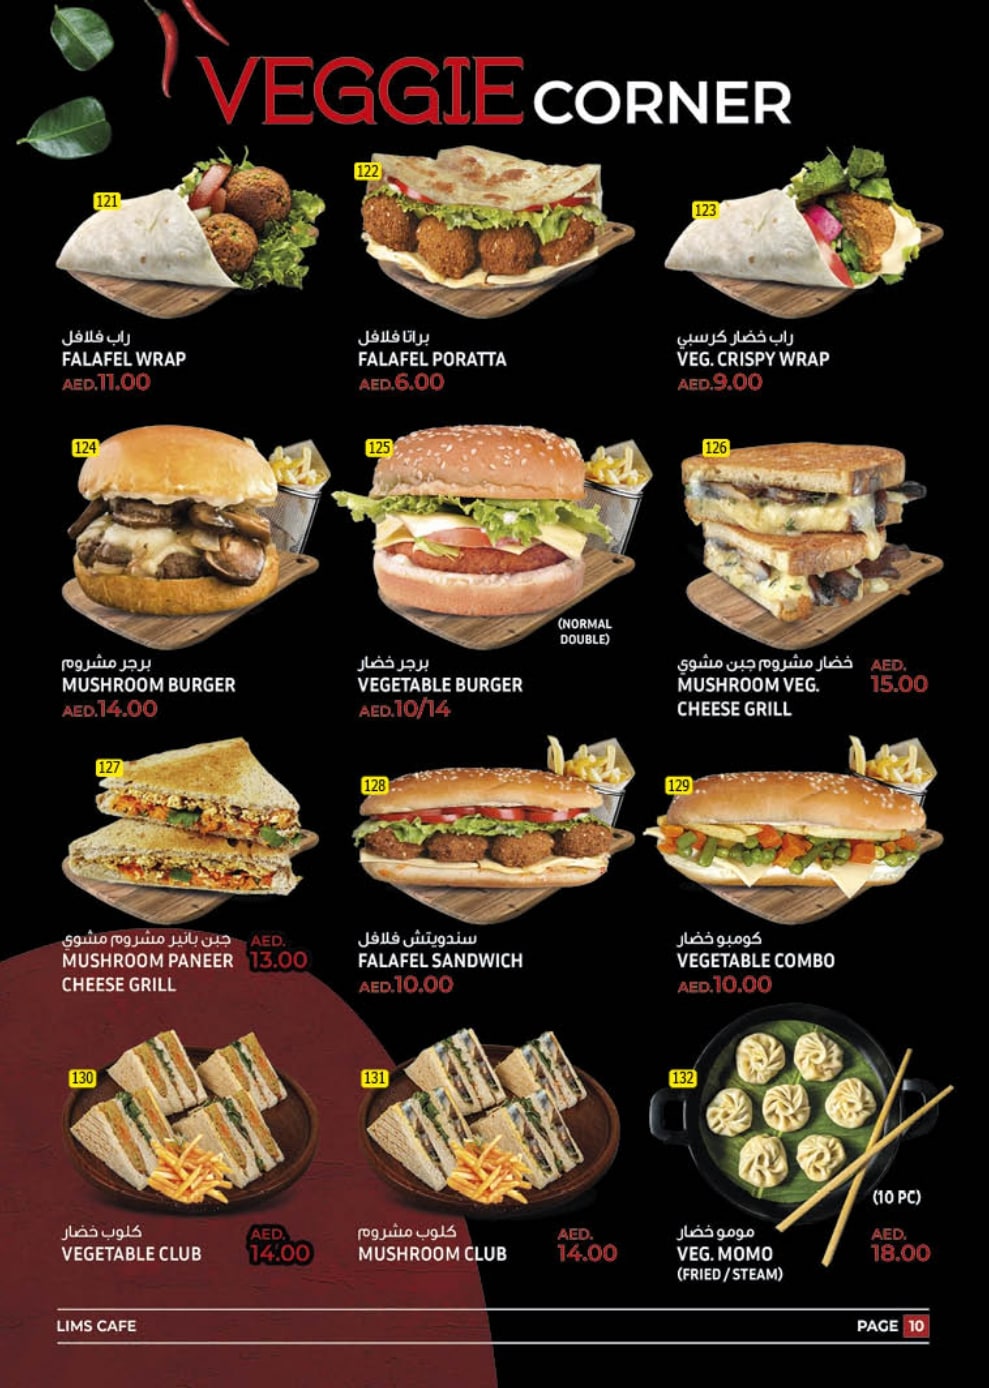 VEGGIE CORNER
121
122
123
راب فلافل
FALAFEL WRAP
AED.11.00
براتا فلافل
FALAFEL PORATTA
AED.6.00
راب خضار كرسبي
VEG. CRISPY WRAP
AED.9.00
124
125
126
(NORMAL
DOUBLE)
برجر مشروم
MUSHROOM BURGER
AED.14.00
برجر خضار
VEGETABLE BURGER
AED.10/14
خضار مشروم جبن مشوي
MUSHROOM VEG.
CHEESE GRILL
AED.
15.00
127
128
129
جبن بانير مشروم مشوي
MUSHROOM PANEER
CHEESE GRILL
AED.
13.00
سندويتش فلافل
FALAFEL SANDWICH
AED.10.00
كومبو خضار
VEGETABLE COMBO
AED.10.00
130
131
132
(10 PC)
كلوب خضار
VEGETABLE CLUB
AED.
14.00
كلوب مشروم
MUSHROOM CLUB
AED.
14.00
مومو خضار
VEG. MOMO
(FRIED / STEAM)
AED.
18.00
LIMS CAFE
PAGE 10